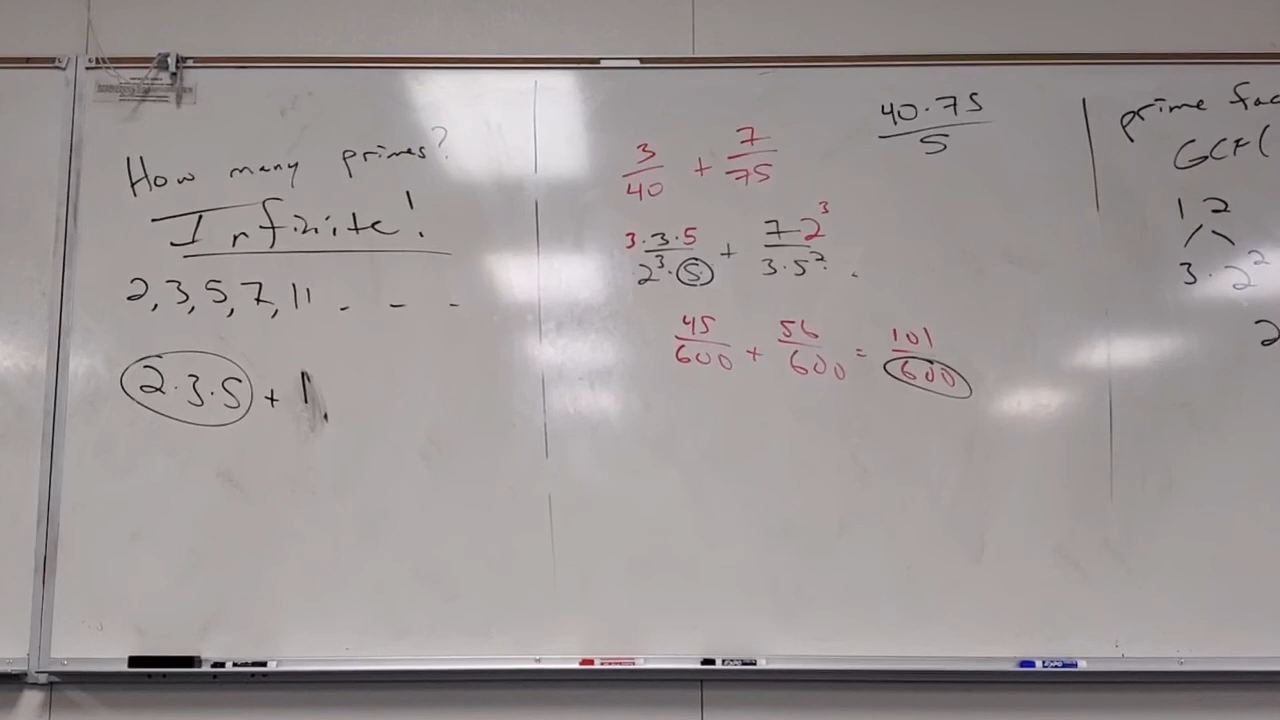 How many primes?
Infinite!
2, 3, 5, 7, 11 - - -
2·3·5 + 1
3/40 + 7/75
3·3·5/2³·5 + 7·2³/3·5²
45/600 + 56/600 = 101/600
40·75/5
prime fac
GCF(
12
3·2²
2
EXPO